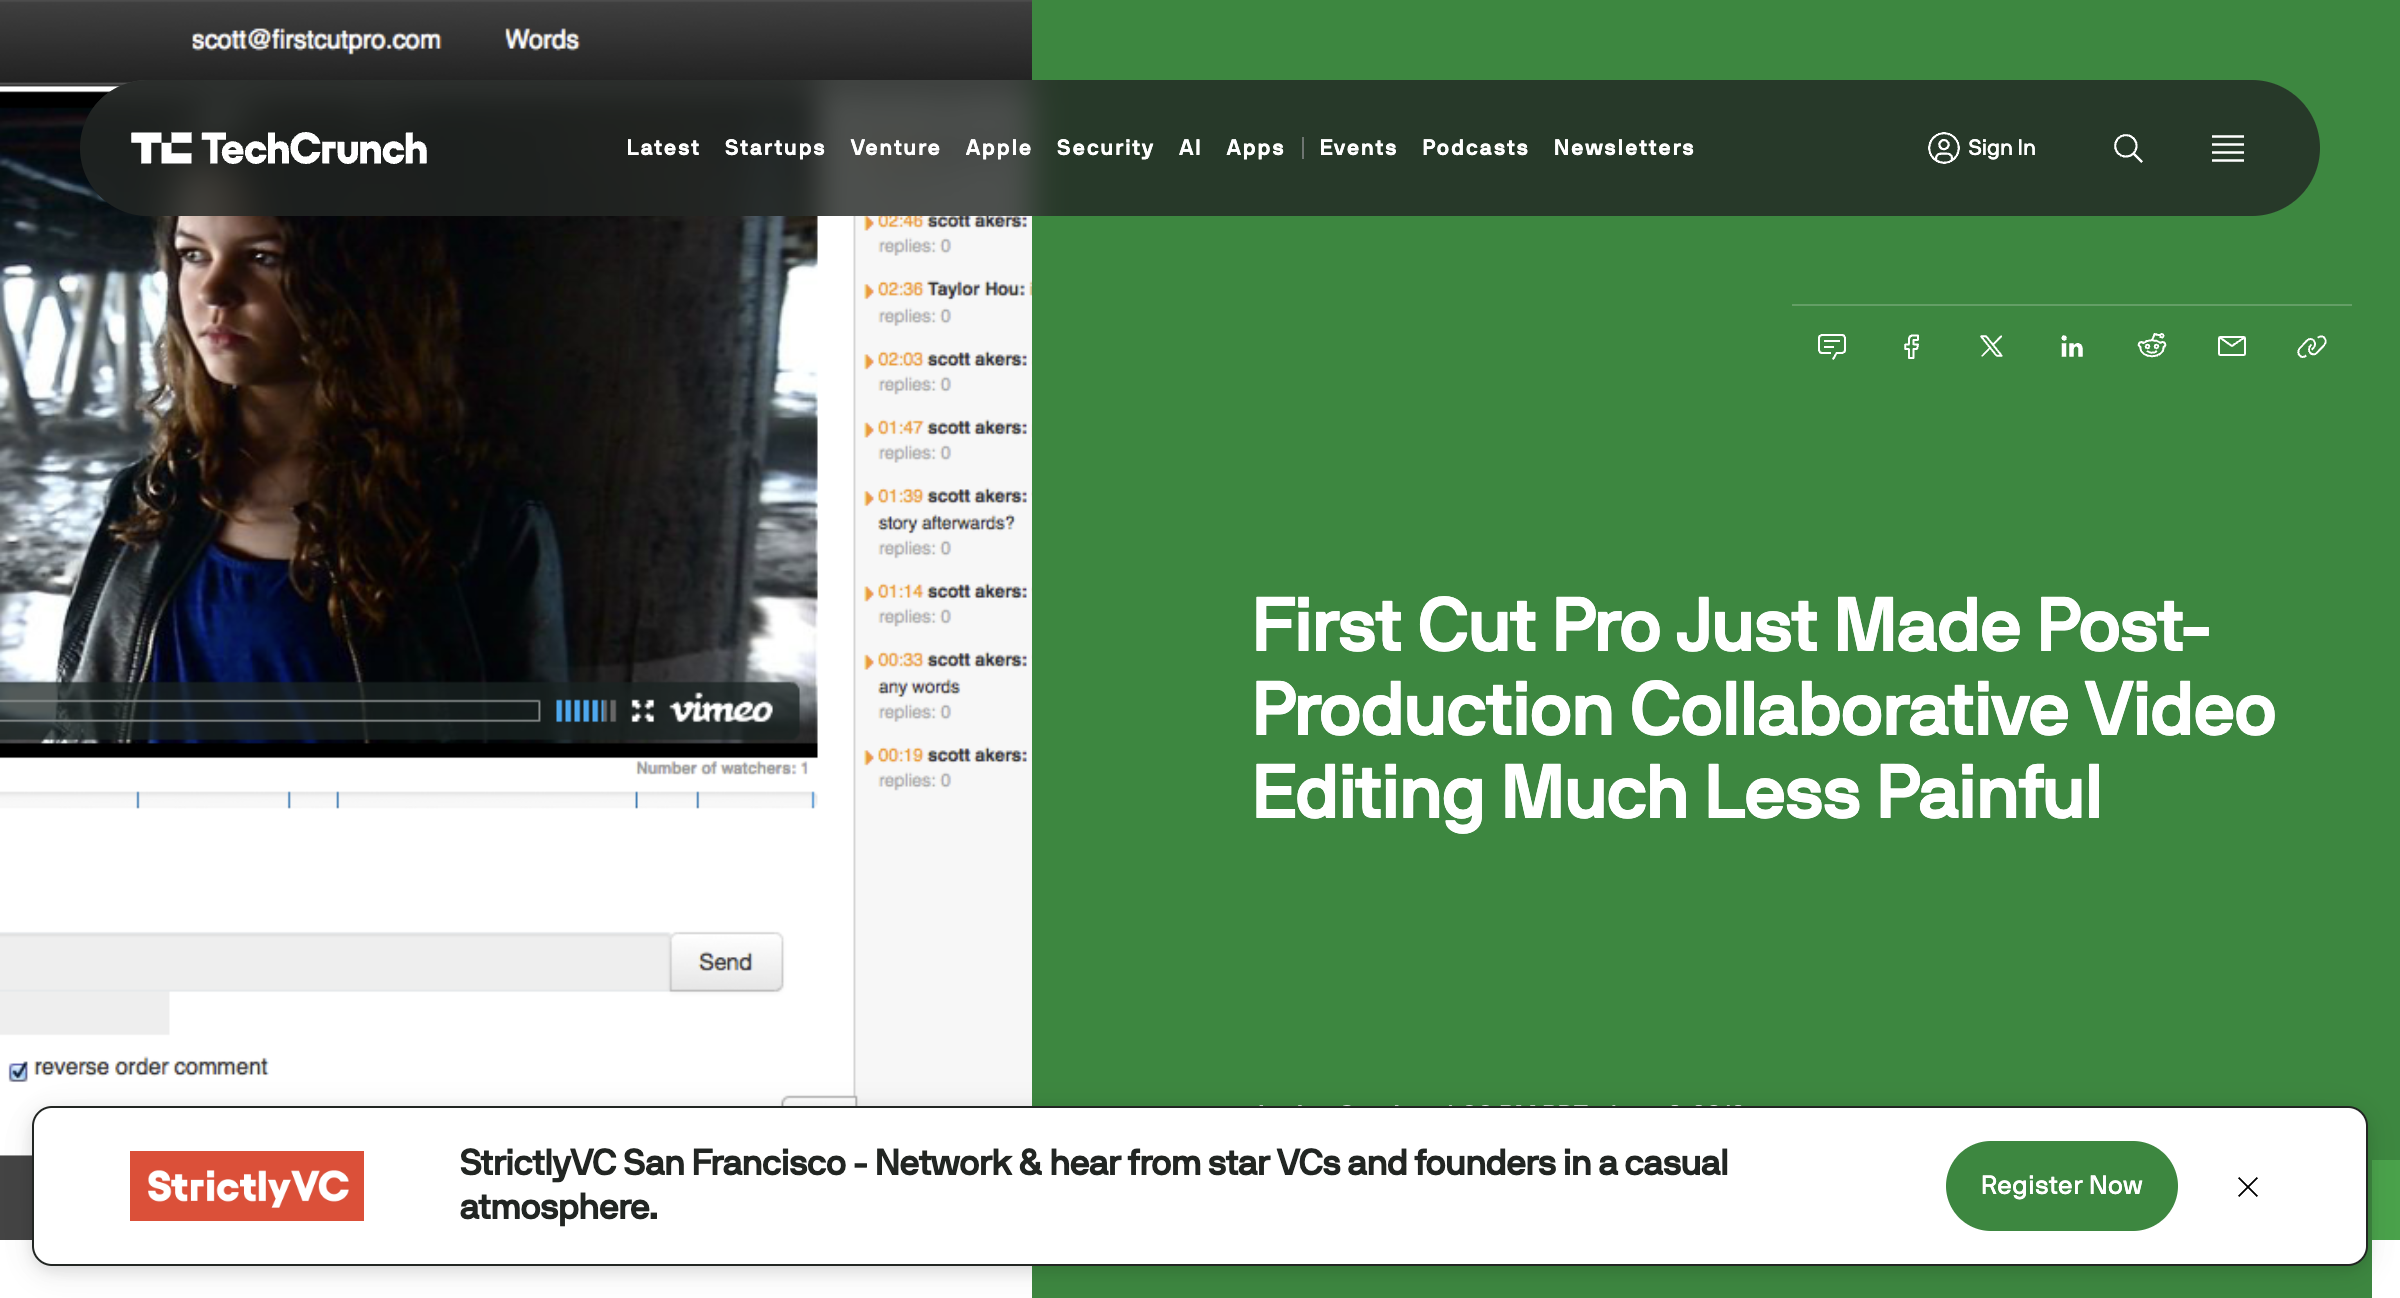 scott@firstcutpro.com Words
TechCrunch
Latest Startups Venture Apple Security AI Apps Events Podcasts Newsletters
Sign In
02:46 scott akers:
replies: 0
02:36 Taylor Hou:
replies: 0
02:03 scott akers:
replies: 0
01:47 scott akers:
replies: 0
01:39 scott akers:
story afterwards?
replies: 0
01:14 scott akers:
replies: 0
00:33 scott akers:
any words
replies: 0
00:19 scott akers:
replies: 0
vimeo
Number of watchers: 1
Send
reverse order comment
First Cut Pro Just Made Post-
Production Collaborative Video
Editing Much Less Painful
StrictlyVC
StrictlyVC San Francisco - Network & hear from star VCs and founders in a casual
atmosphere.
Register Now